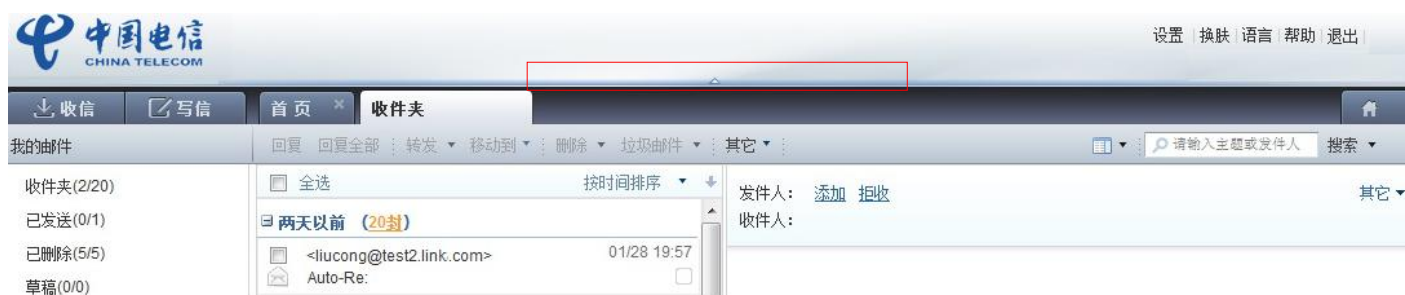 中国电信
CHINA TELECOM
设置 换肤 语言 帮助 退出
收信 写信 首页 × 收件夹
我的邮件 回复 回复全部 转发 移动到 删除 垃圾邮件 其它 请输入主题或发件人 搜索
收件夹(2/20)
已发送(0/1)
已删除(5/5)
草稿(0/0)
全选 按时间排序
两天以前 (20封)
<liucong@test2.link.com> 01/28 19:57
Auto-Re:
发件人: 添加 拒收 其它
收件人: